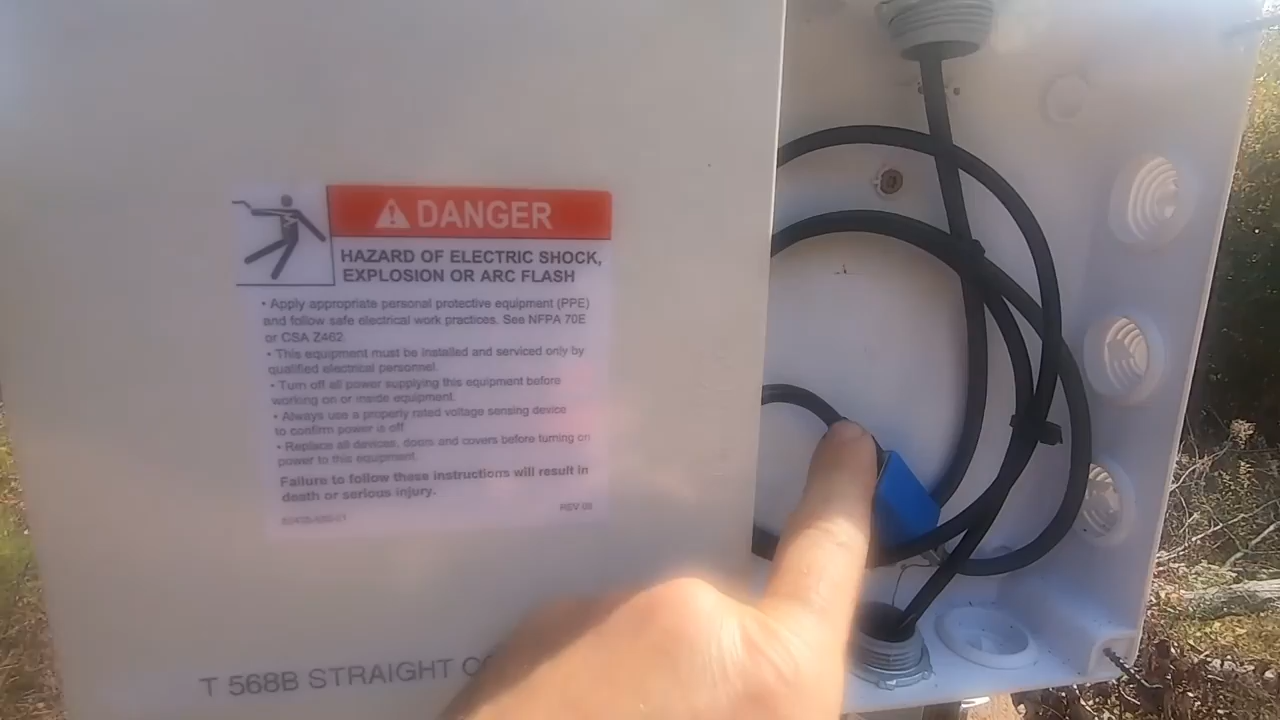 DANGER
HAZARD OF ELECTRIC SHOCK,
EXPLOSION OR ARC FLASH
• Apply appropriate personal protective equipment (PPE)
and follow safe electrical work practices. See NFPA 70E
or CSA Z462.
• This equipment must be installed and serviced only by
qualified electrical personnel.
• Turn off all power supplying this equipment before
working on or inside equipment.
• Always use a properly rated voltage sensing device
to confirm power is off.
• Replace all devices, doors and covers before turning on
power to this equipment.
Failure to follow these instructions will result in
death or serious injury.
REV 08
T 568B STRAIGHT